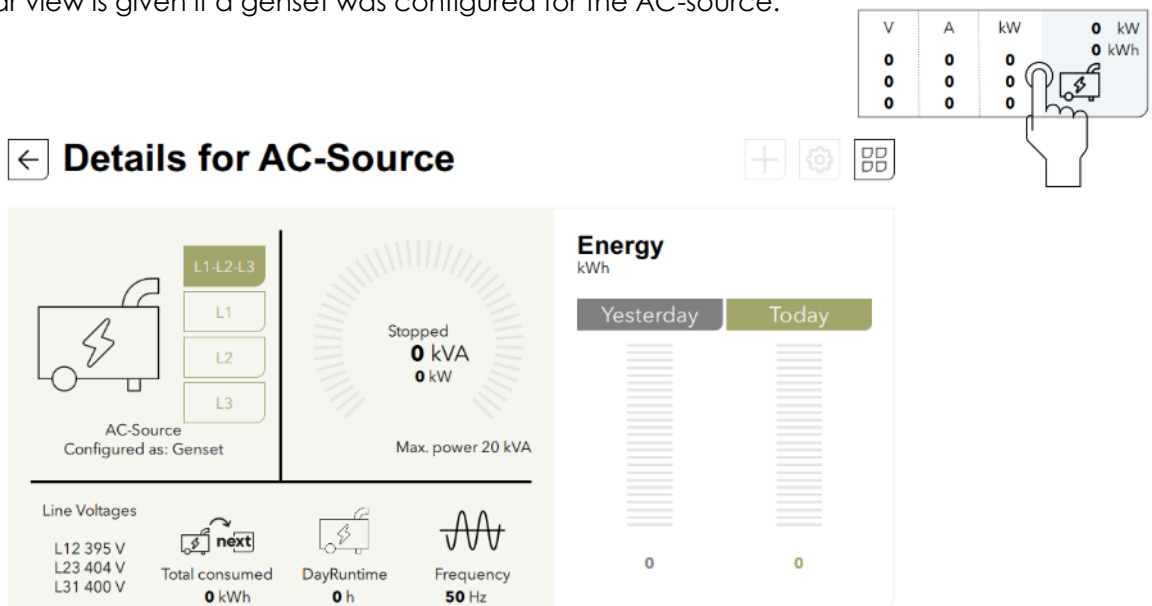 ar view is given if a genset was configured for the AC-source.
V A kW 0 kW
0 kWh
0 0 0
0 0 0
0 0 0
Details for AC-Source
L1-L2-L3
L1
L2
L3
AC-Source
Configured as: Genset
Stopped
0 kVA
0 kW
Max. power 20 kVA
Energy
kWh
Yesterday Today
0 0
Line Voltages
L12 395 V
L23 404 V
L31 400 V
next
Total consumed
0 kWh
DayRuntime
0 h
Frequency
50 Hz